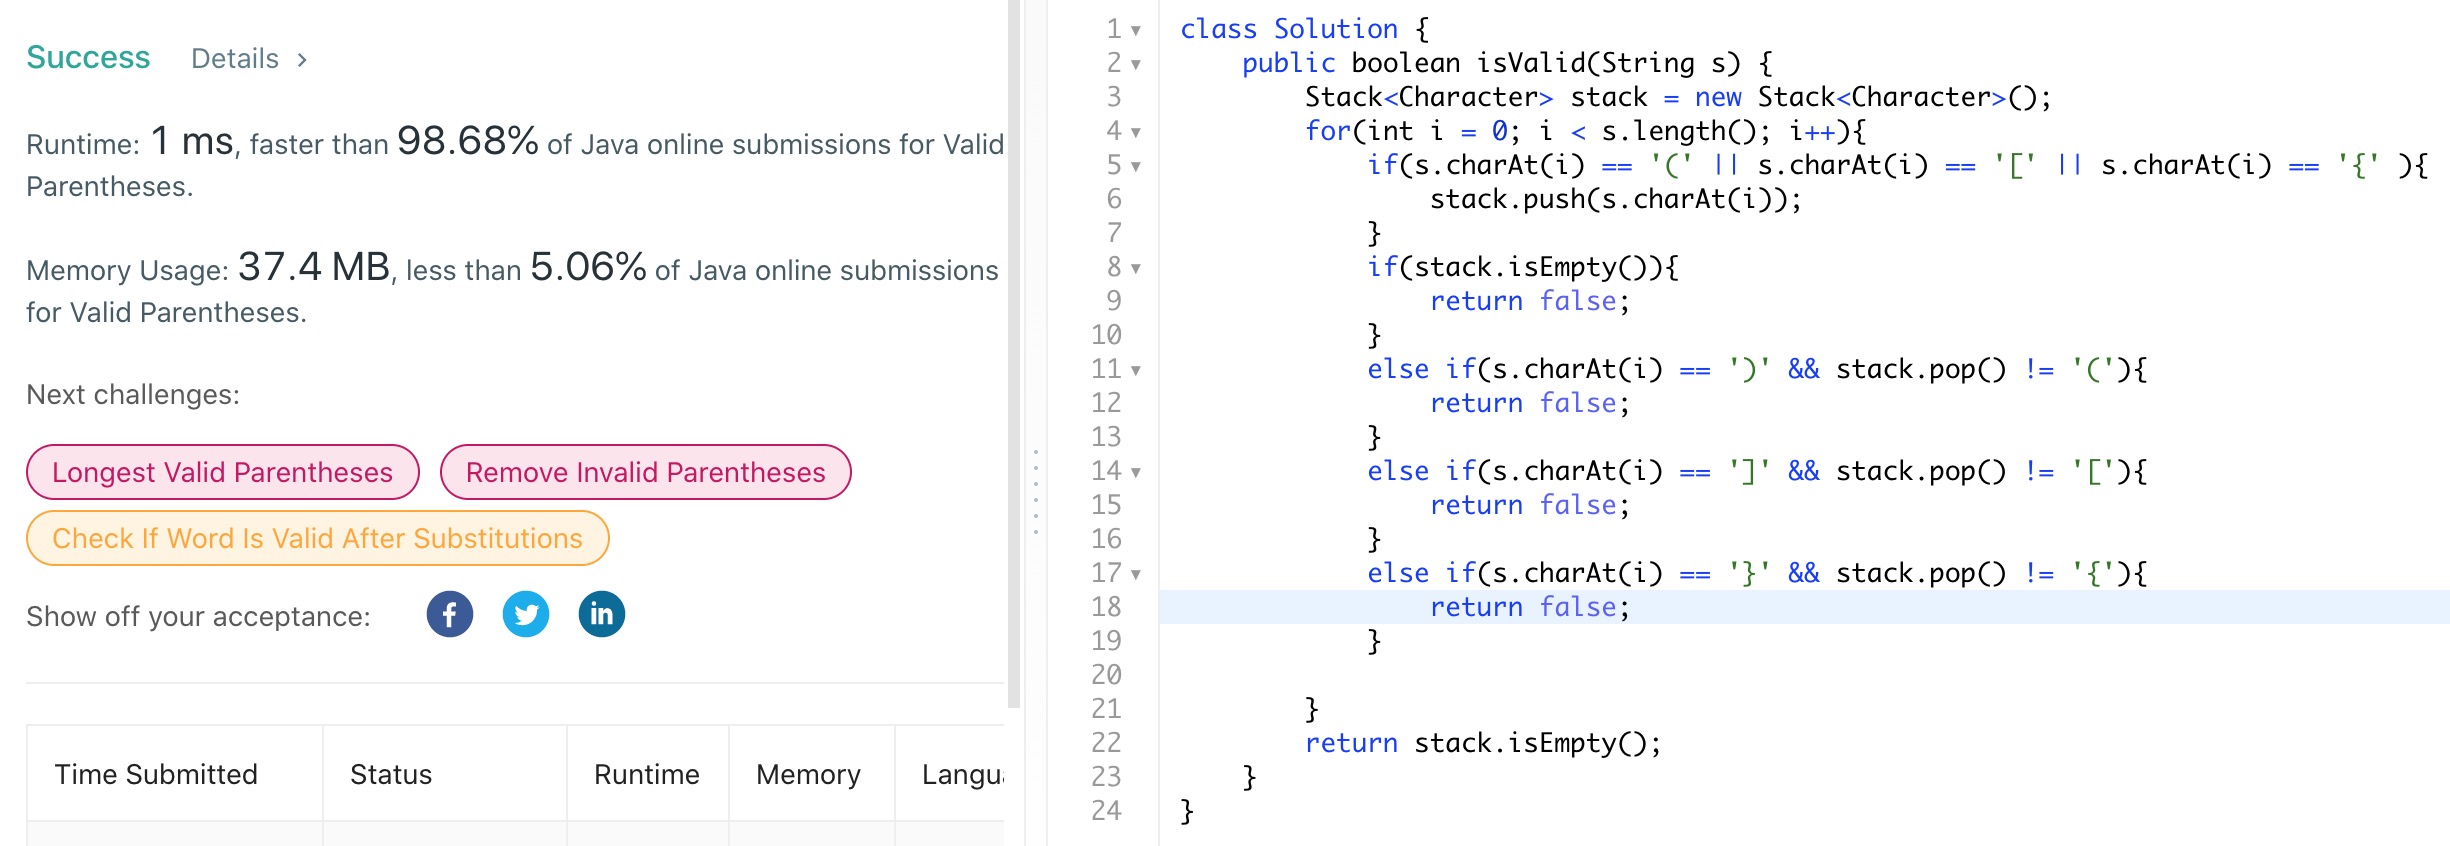 Success Details >
Runtime: 1 ms, faster than 98.68% of Java online submissions for Valid
Parentheses.
Memory Usage: 37.4 MB, less than 5.06% of Java online submissions
for Valid Parentheses.
Next challenges:
Longest Valid Parentheses Remove Invalid Parentheses
Check If Word Is Valid After Substitutions
Show off your acceptance: f in
Time Submitted Status Runtime Memory Langua
1 class Solution {
2     public boolean isValid(String s) {
3         Stack<Character> stack = new Stack<Character>();
4         for(int i = 0; i < s.length(); i++){
5             if(s.charAt(i) == '(' || s.charAt(i) == '[' || s.charAt(i) == '{' ){
6                 stack.push(s.charAt(i));
7             }
8             if(stack.isEmpty()){
9                 return false;
10             }
11             else if(s.charAt(i) == ')' && stack.pop() != '('){
12                 return false;
13             }
14             else if(s.charAt(i) == ']' && stack.pop() != '['){
15                 return false;
16             }
17             else if(s.charAt(i) == '}' && stack.pop() != '{'){
18                 return false;
19             }
20
21         }
22         return stack.isEmpty();
23     }
24 }